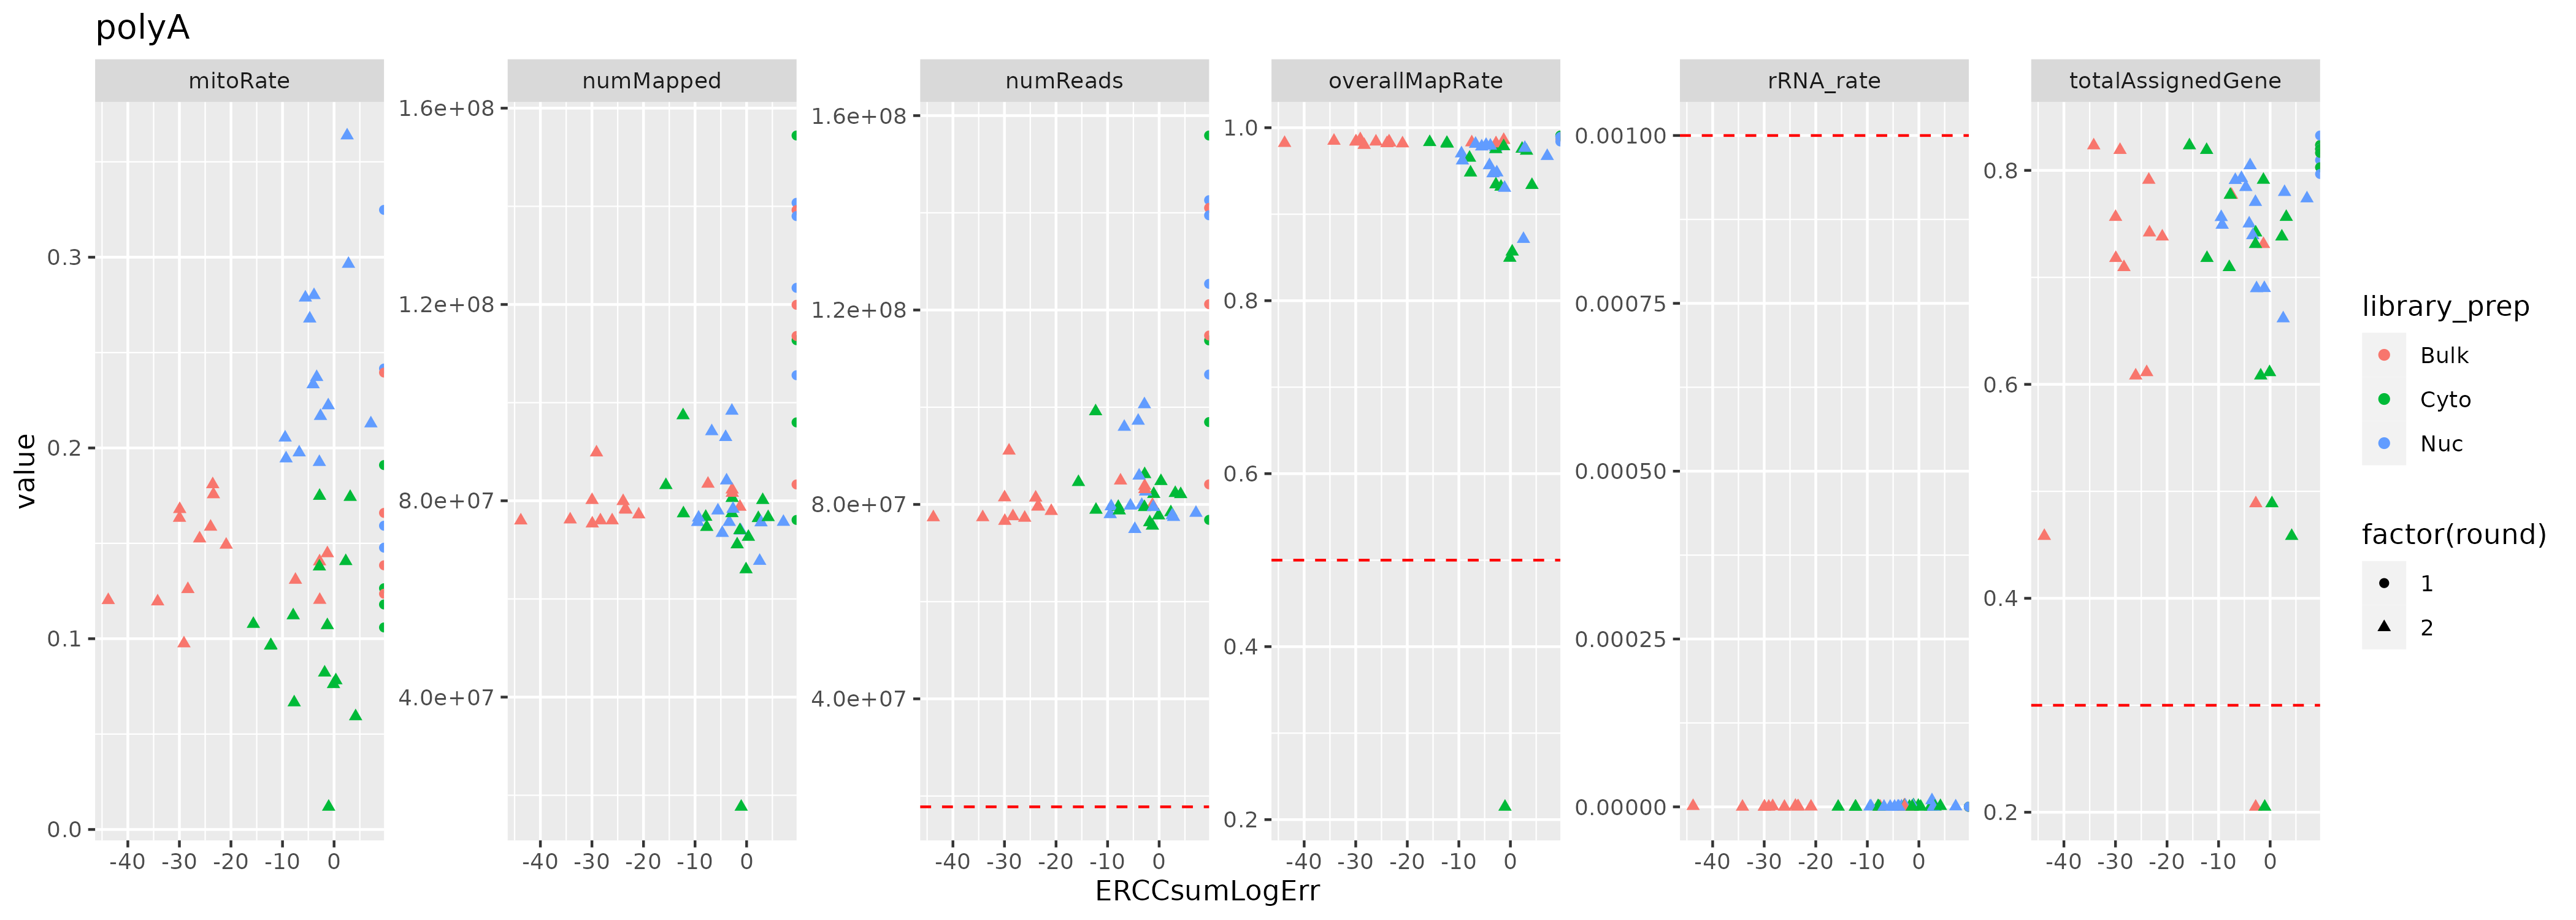 polyA
mitoRate numMapped numReads overallMapRate rRNA_rate totalAssignedGene
value
0.3
0.2
0.1
0.0
1.6e+08
1.2e+08
8.0e+07
4.0e+07
1.6e+08
1.2e+08
8.0e+07
4.0e+07
1.0
0.8
0.6
0.4
0.2
0.00100
0.00075
0.00050
0.00025
0.00000
0.8
0.6
0.4
0.2
-40 -30 -20 -10 0 -40 -30 -20 -10 0 -40 -30 -20 -10 0 -40 -30 -20 -10 0 -40 -30 -20 -10 0 -40 -30 -20 -10 0
ERCCsumLogErr
library_prep
Bulk
Cyto
Nuc
factor(round)
1
2